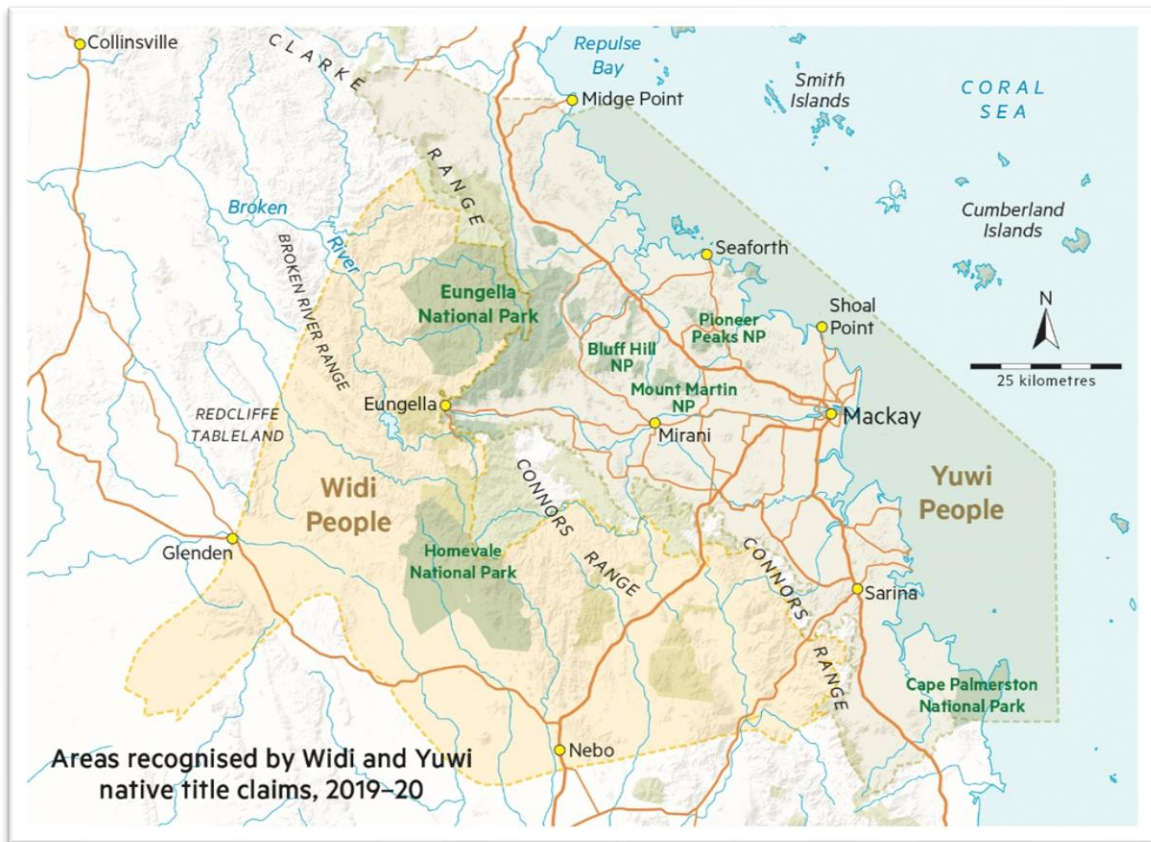 Collinsville
CLARKE
RANGE
Repulse
Bay
Midge Point
Smith
Islands
CORAL
SEA
Broken
River
BROKEN RIVER RANGE
Cumberland
Islands
Seaforth
Eungella
National Park
Shoal
Point
N
25 kilometres
Pioneer
Peaks NP
Bluff Hill
NP
Mount Martin
NP
Eungella
REDCLIFFE
TABLELAND
Mackay
Mirani
Widi
People
CONNORS
RANGE
Yuwi
People
Glenden
Homevale
National Park
CONNORS
RANGE
Sarina
Cape Palmerston
National Park
Nebo
Areas recognised by Widi and Yuwi
native title claims, 2019–20